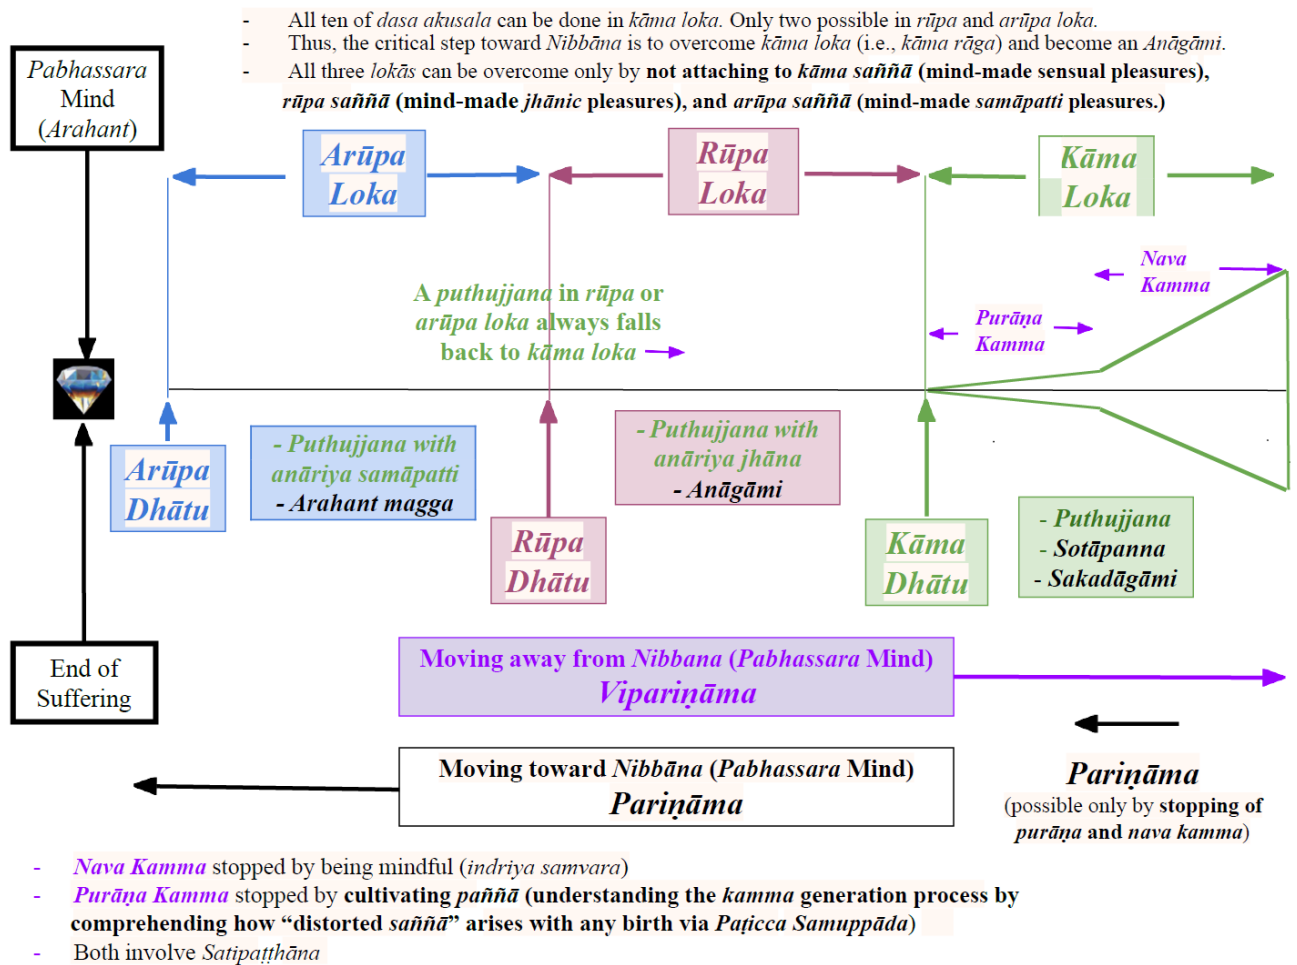 - All ten of dasa akusala can be done in kāma loka. Only two possible in rūpa and arūpa loka.
- Thus, the critical step toward Nibbāna is to overcome kāma loka (i.e., kāma rāga) and become an Anāgāmi.
- All three lokās can be overcome only by not attaching to kāma saññā (mind-made sensual pleasures),
rūpa saññā (mind-made jhānic pleasures), and arūpa saññā (mind-made samāpatti pleasures.)
Pabhassara
Mind
(Arahant)
Arūpa
Loka
Rūpa
Loka
Kāma
Loka
Nava
Kamma
Purāṇa
Kamma
A puthujjana in rūpa or
arūpa loka always falls
back to kāma loka
Arūpa
Dhātu
- Puthujjana with
anāriya samāpatti
- Arahant magga
Rūpa
Dhātu
- Puthujjana with
anāriya jhāna
- Anāgāmi
Kāma
Dhātu
- Puthujjana
- Sotāpanna
- Sakadāgāmi
End of
Suffering
Moving away from Nibbana (Pabhassara Mind)
Vipariṇāma
Moving toward Nibbāna (Pabhassara Mind)
Pariṇāma
Pariṇāma
(possible only by stopping of
purāṇa and nava kamma)
- Nava Kamma stopped by being mindful (indriya samvara)
- Purāṇa Kamma stopped by cultivating paññā (understanding the kamma generation process by
comprehending how “distorted saññā” arises with any birth via Paṭicca Samuppāda)
- Both involve Satipaṭṭhāna